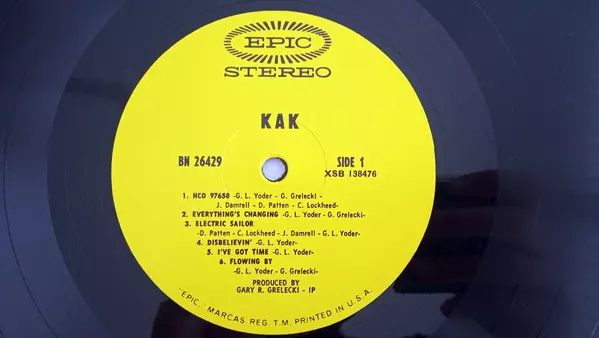 EPIC
STEREO
KAK
BN 26429
SIDE 1
XSB 138476
1. HCO 97658 -G. L. Yoder - G. Grelecki -
J. Damrell - D. Patten - C. Lockheed-
2. EVERYTHING'S CHANGING -G. L. Yoder - G. Grelecki-
3. ELECTRIC SAILOR
-D. Patten - C. Lockheed - J. Damrell - G. L. Yoder-
4. DISBELIEVIN' -G. L. Yoder-
5. I'VE GOT TIME -G. L. Yoder-
6. FLOWING BY
-G. L. Yoder - G. Grelecki-
PRODUCED BY
GARY R. GRELECKI - IP
"EPIC," MARCAS REG. T.M. PRINTED IN U.S.A.